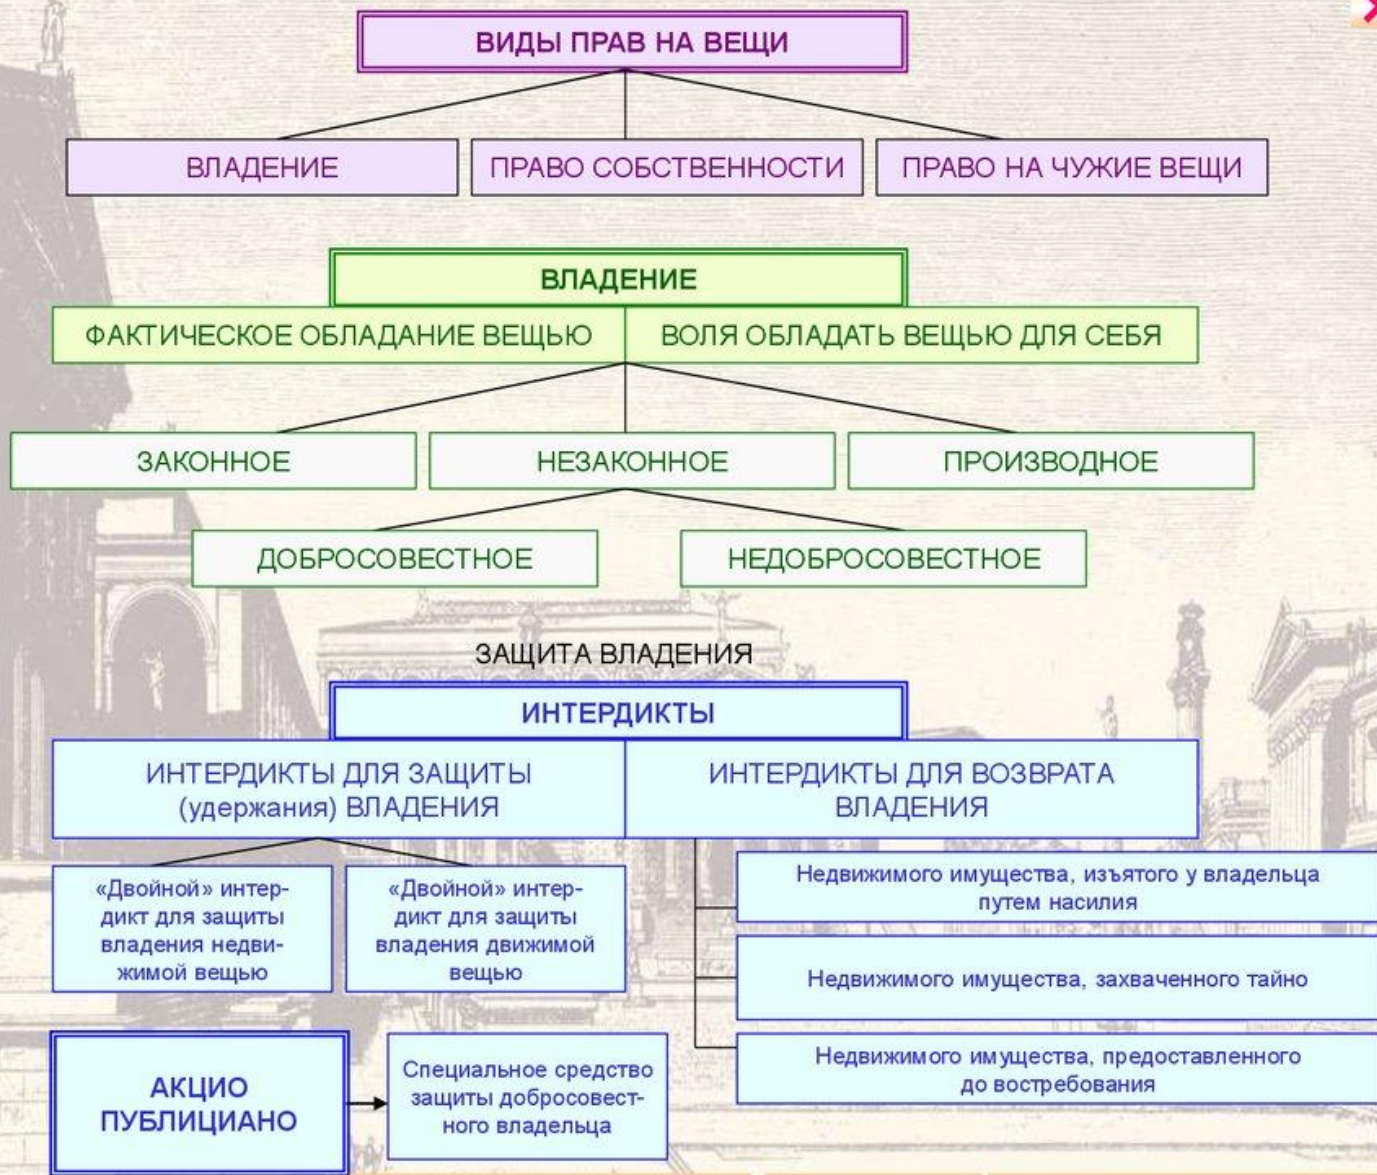 ВИДЫ ПРАВ НА ВЕЩИ
ВЛАДЕНИЕ
ПРАВО СОБСТВЕННОСТИ
ПРАВО НА ЧУЖИЕ ВЕЩИ
ВЛАДЕНИЕ
ФАКТИЧЕСКОЕ ОБЛАДАНИЕ ВЕЩЬЮ
ВОЛЯ ОБЛАДАТЬ ВЕЩЬЮ ДЛЯ СЕБЯ
ЗАКОННОЕ
НЕЗАКОННОЕ
ПРОИЗВОДНОЕ
ДОБРОСОВЕСТНОЕ
НЕДОБРОСОВЕСТНОЕ
ЗАЩИТА ВЛАДЕНИЯ
ИНТЕРДИКТЫ
ИНТЕРДИКТЫ ДЛЯ ЗАЩИТЫ
(удержания) ВЛАДЕНИЯ
ИНТЕРДИКТЫ ДЛЯ ВОЗВРАТА
ВЛАДЕНИЯ
«Двойной» интер-
дикт для защиты
владения недви-
жимой вещью
«Двойной» интер-
дикт для защиты
владения движимой
вещью
Недвижимого имущества, изъятого у владельца
путем насилия
Недвижимого имущества, захваченного тайно
Недвижимого имущества, предоставленного
до востребования
АКЦИО
ПУБЛИЦИАНО
Специальное средство
защиты добросовест-
ного владельца